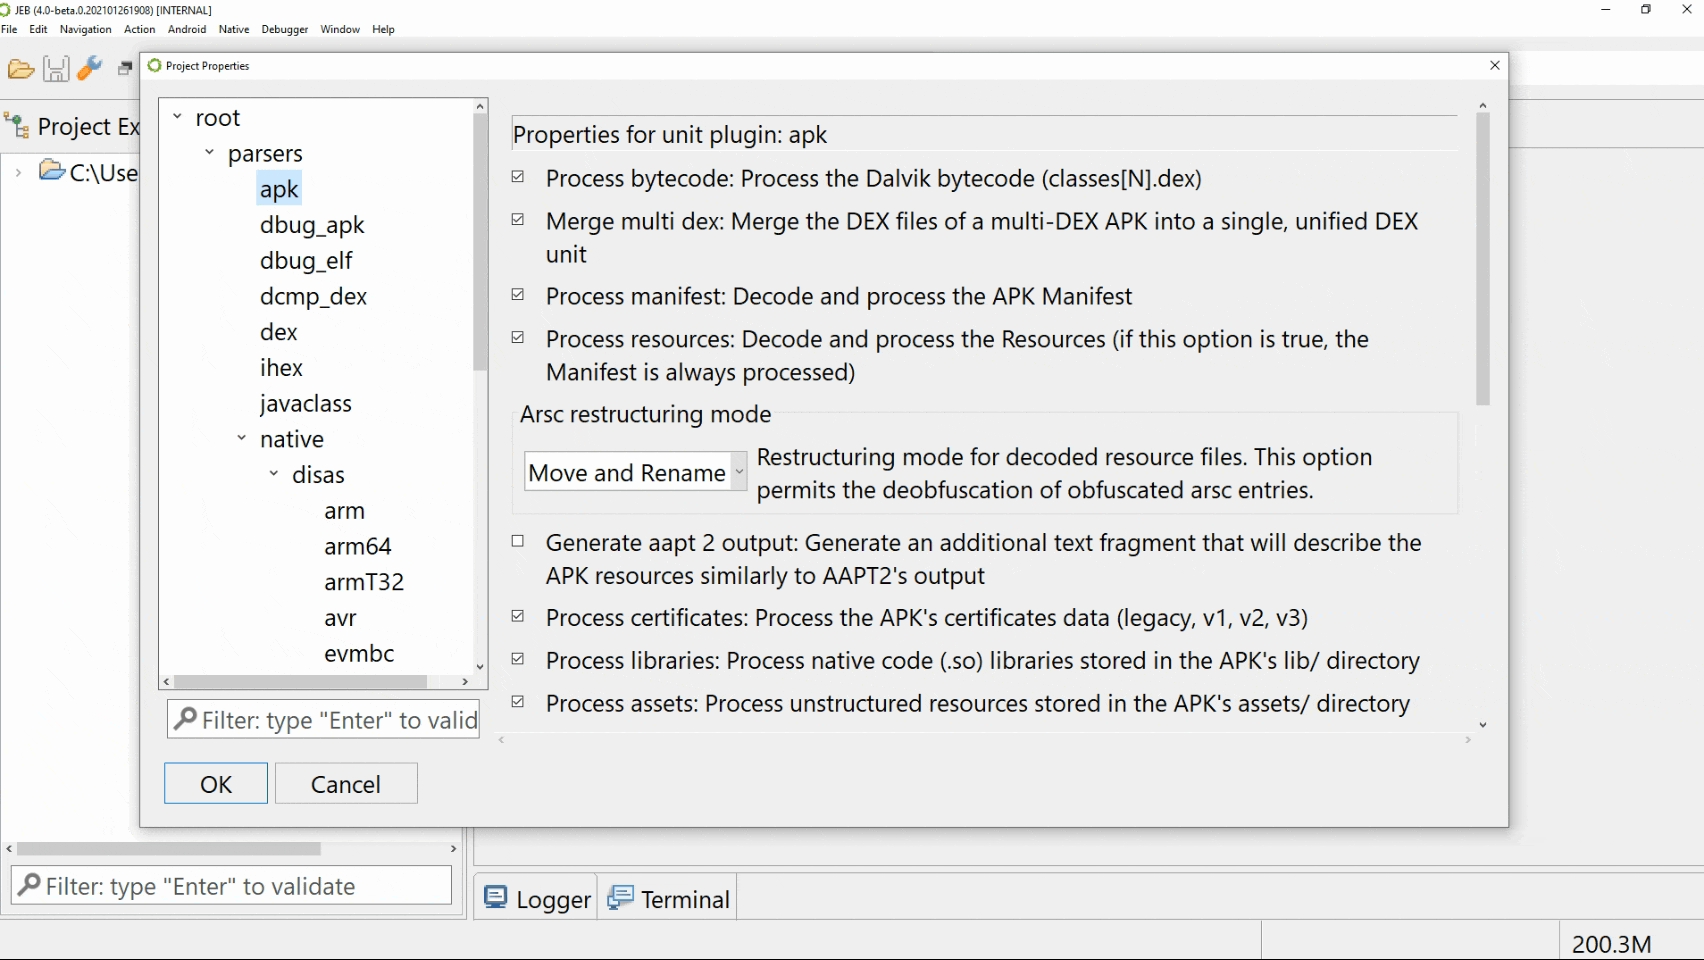 JEB (4.0-beta.0.202101261908) [INTERNAL]
File Edit Navigation Action Android Native Debugger Window Help
Project Properties
Project Ex
C:\Use
root
parsers
apk
dbug_apk
dbug_elf
dcmp_dex
dex
ihex
javaclass
native
disas
arm
arm64
armT32
avr
evmbc
Filter: type "Enter" to valid
Properties for unit plugin: apk
Process bytecode: Process the Dalvik bytecode (classes[N].dex)
Merge multi dex: Merge the DEX files of a multi-DEX APK into a single, unified DEX
unit
Process manifest: Decode and process the APK Manifest
Process resources: Decode and process the Resources (if this option is true, the
Manifest is always processed)
Arsc restructuring mode
Move and Rename
Restructuring mode for decoded resource files. This option
permits the deobfuscation of obfuscated arsc entries.
Generate aapt 2 output: Generate an additional text fragment that will describe the
APK resources similarly to AAPT2's output
Process certificates: Process the APK's certificates data (legacy, v1, v2, v3)
Process libraries: Process native code (.so) libraries stored in the APK's lib/ directory
Process assets: Process unstructured resources stored in the APK's assets/ directory
OK
Cancel
Filter: type "Enter" to validate
Logger
Terminal
200.3M